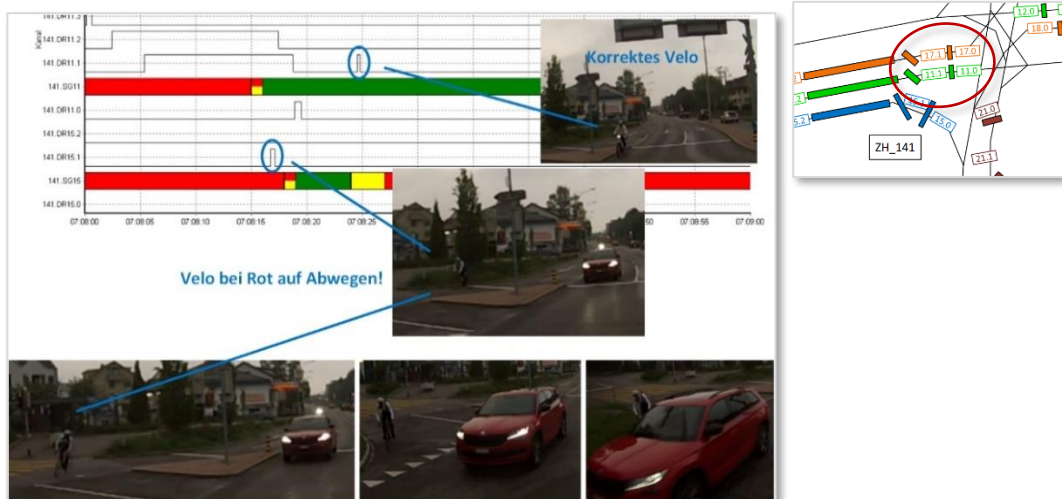 Kanal
141.DR11.3
141.DR11.2
141.DR11.1
141.SG11
141.DR11.0
141.DR15.2
141.DR15.1
141.SG15
141.DR15.0
07:08:00
07:08:05
07:08:10
07:08:15
07:08:20
07:08:25
07:08:55
07:09:00
Korrektes Velo
Velo bei Rot auf Abwegen!
12.0
18.0
17.1
17.0
11.1
11.0
15.0
21.0
21.1
ZH_141